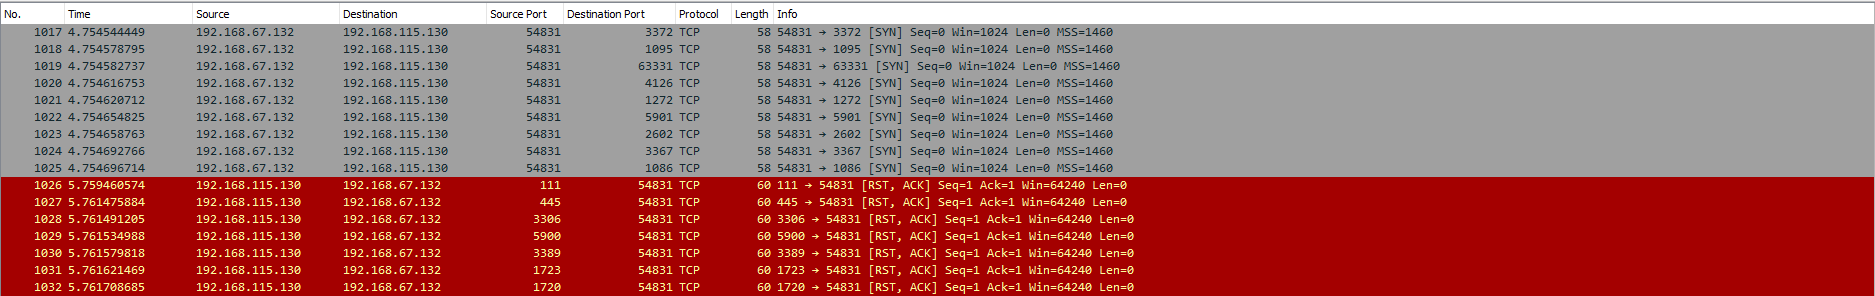 No. Time Source Destination Source Port Destination Port Protocol Length Info
1017 4.754544449 192.168.67.132 192.168.115.130 54831 3372 TCP 58 54831 → 3372 [SYN] Seq=0 Win=1024 Len=0 MSS=1460
1018 4.754578795 192.168.67.132 192.168.115.130 54831 1095 TCP 58 54831 → 1095 [SYN] Seq=0 Win=1024 Len=0 MSS=1460
1019 4.754582737 192.168.67.132 192.168.115.130 54831 63331 TCP 58 54831 → 63331 [SYN] Seq=0 Win=1024 Len=0 MSS=1460
1020 4.754616753 192.168.67.132 192.168.115.130 54831 4126 TCP 58 54831 → 4126 [SYN] Seq=0 Win=1024 Len=0 MSS=1460
1021 4.754620712 192.168.67.132 192.168.115.130 54831 1272 TCP 58 54831 → 1272 [SYN] Seq=0 Win=1024 Len=0 MSS=1460
1022 4.754654825 192.168.67.132 192.168.115.130 54831 5901 TCP 58 54831 → 5901 [SYN] Seq=0 Win=1024 Len=0 MSS=1460
1023 4.754658763 192.168.67.132 192.168.115.130 54831 2602 TCP 58 54831 → 2602 [SYN] Seq=0 Win=1024 Len=0 MSS=1460
1024 4.754692766 192.168.67.132 192.168.115.130 54831 3367 TCP 58 54831 → 3367 [SYN] Seq=0 Win=1024 Len=0 MSS=1460
1025 4.754696714 192.168.67.132 192.168.115.130 54831 1086 TCP 58 54831 → 1086 [SYN] Seq=0 Win=1024 Len=0 MSS=1460
1026 5.759460574 192.168.115.130 192.168.67.132 111 54831 TCP 60 111 → 54831 [RST, ACK] Seq=1 Ack=1 Win=64240 Len=0
1027 5.761475884 192.168.115.130 192.168.67.132 445 54831 TCP 60 445 → 54831 [RST, ACK] Seq=1 Ack=1 Win=64240 Len=0
1028 5.761491205 192.168.115.130 192.168.67.132 3306 54831 TCP 60 3306 → 54831 [RST, ACK] Seq=1 Ack=1 Win=64240 Len=0
1029 5.761534988 192.168.115.130 192.168.67.132 5900 54831 TCP 60 5900 → 54831 [RST, ACK] Seq=1 Ack=1 Win=64240 Len=0
1030 5.761579818 192.168.115.130 192.168.67.132 3389 54831 TCP 60 3389 → 54831 [RST, ACK] Seq=1 Ack=1 Win=64240 Len=0
1031 5.761621469 192.168.115.130 192.168.67.132 1723 54831 TCP 60 1723 → 54831 [RST, ACK] Seq=1 Ack=1 Win=64240 Len=0
1032 5.761708685 192.168.115.130 192.168.67.132 1720 54831 TCP 60 1720 → 54831 [RST, ACK] Seq=1 Ack=1 Win=64240 Len=0